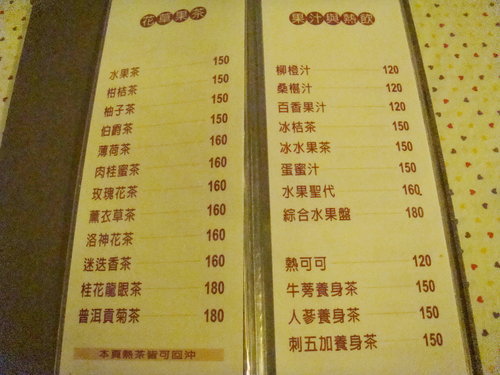 花草果茶
水果茶 150
柑桔茶 150
柚子茶 150
伯爵茶 150
薄荷茶 160
肉桂蜜茶 160
玫瑰花茶 160
薰衣草茶 160
洛神花茶 160
迷迭香茶 160
桂花龍眼茶 180
普洱貢菊茶 180
本頁熱茶皆可回沖
果汁與熱飲
柳橙汁 120
桑椹汁 120
百香果汁 120
冰桔茶 150
冰水果茶 150
蛋蜜汁 150
水果聖代 160
綜合水果盤 180
熱可可 120
牛蒡養身茶 150
人蔘養身茶 150
刺五加養身茶 150